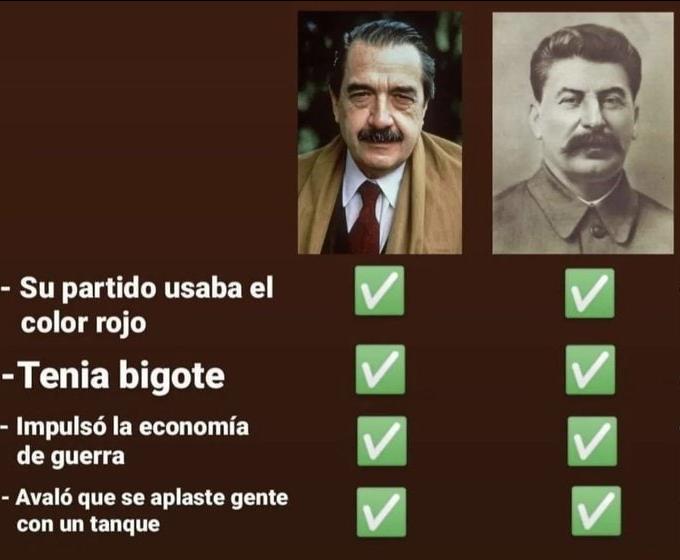 - Su partido usaba el
color rojo
-Tenia bigote
- Impulsó la economía
de guerra
- Avaló que se aplaste gente
con un tanque